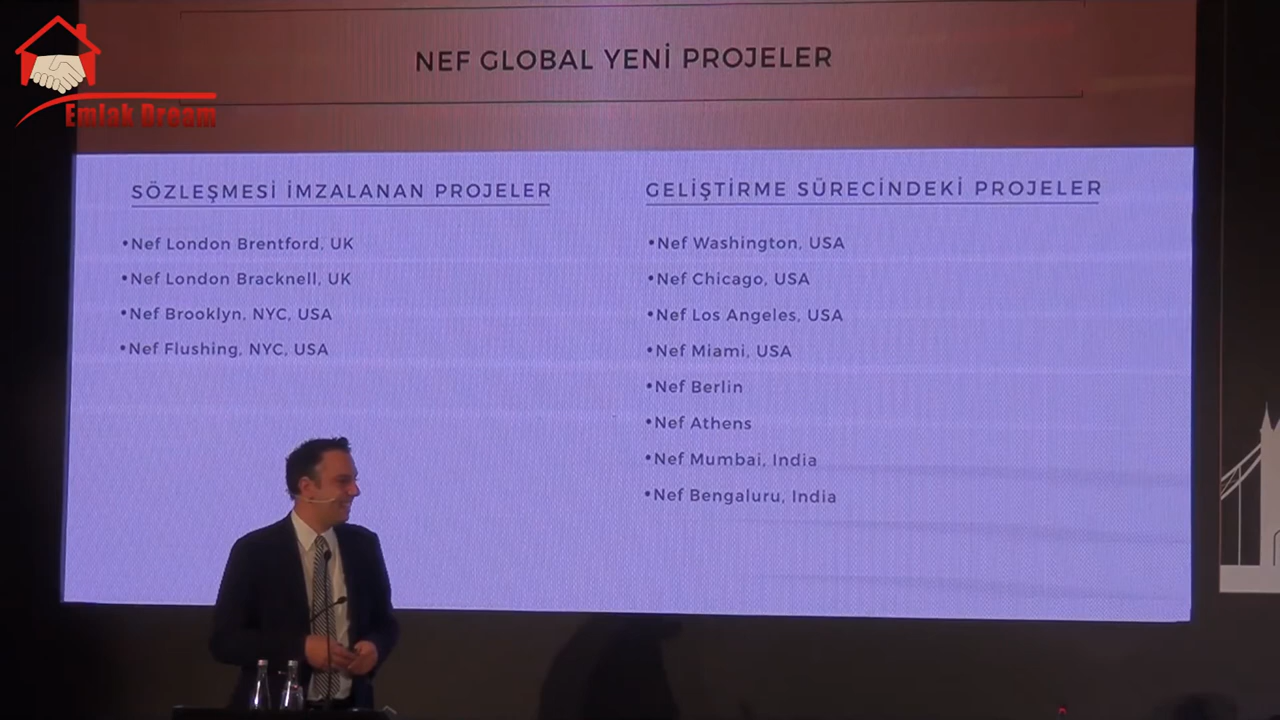 Emlak Dream
NEF GLOBAL YENİ PROJELER
SÖZLEŞMESİ İMZALANAN PROJELER
•Nef London Brentford, UK
•Nef London Bracknell, UK
•Nef Brooklyn, NYC, USA
•Nef Flushing, NYC, USA
GELİŞTİRME SÜRECİNDEKİ PROJELER
•Nef Washington, USA
•Nef Chicago, USA
•Nef Los Angeles, USA
•Nef Miami, USA
•Nef Berlin
•Nef Athens
•Nef Mumbai, India
•Nef Bengaluru, India